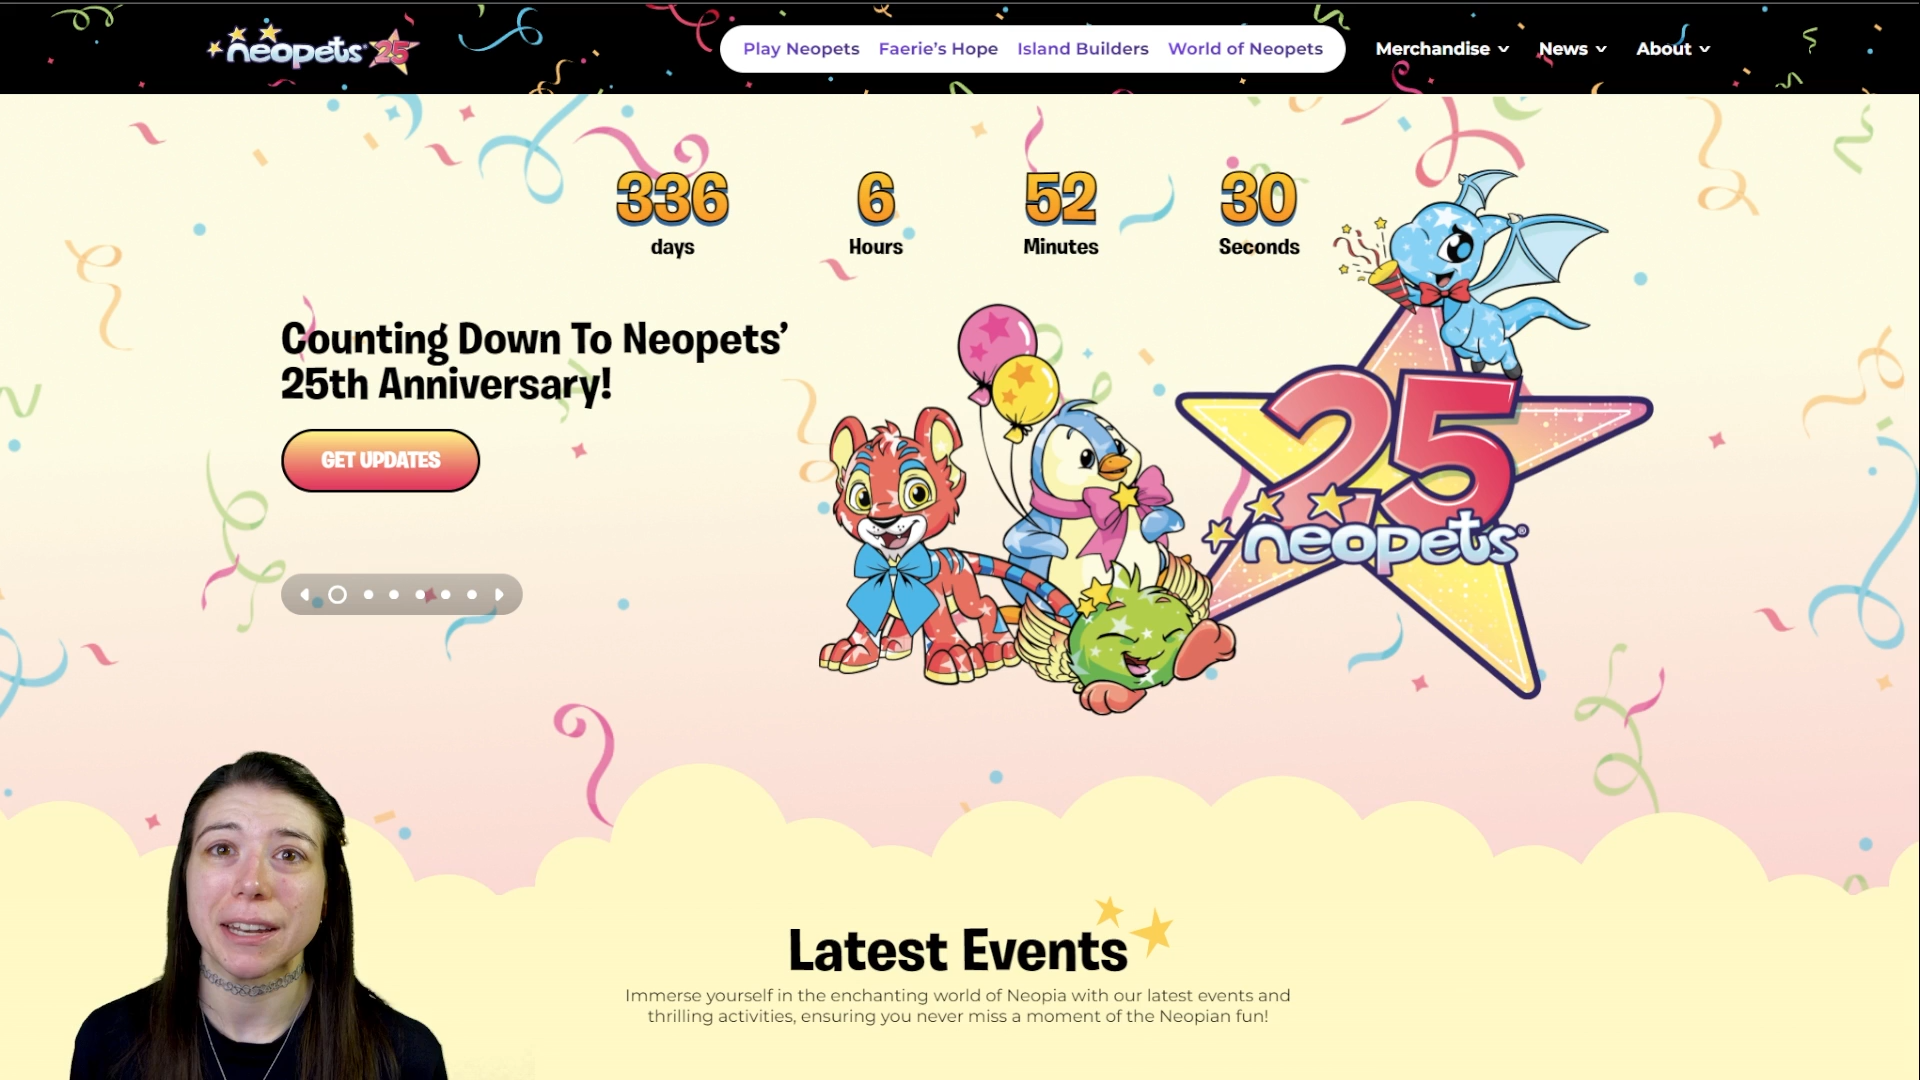 neopets 25
Play Neopets Faerie's Hope Island Builders World of Neopets Merchandise News About
336 6 52 30
days Hours Minutes Seconds
Counting Down To Neopets'
25th Anniversary!
GET UPDATES
25
neopets®
Latest Events
Immerse yourself in the enchanting world of Neopia with our latest events and
thrilling activities, ensuring you never miss a moment of the Neopian fun!